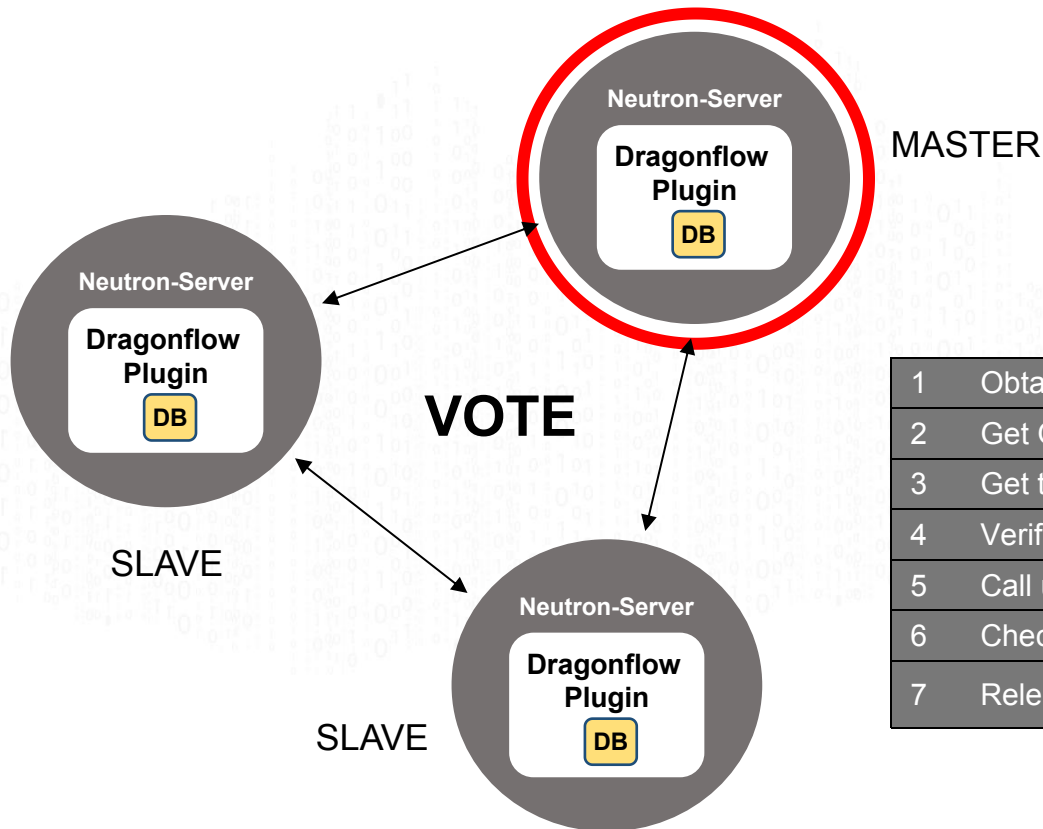 Neutron-Server
Dragonflow
Plugin
DB
MASTER
Neutron-Server
Dragonflow
Plugin
DB
SLAVE
VOTE
Neutron-Server
Dragonflow
Plugin
DB
SLAVE
1
2 Get
3 Get
4
5 Call
6
7